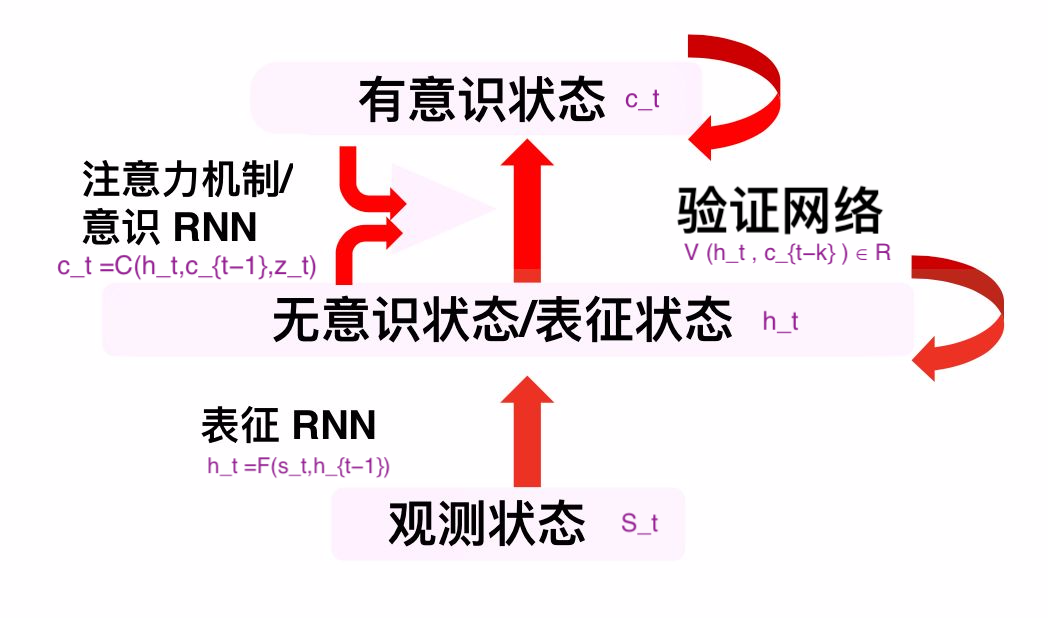 有意识状态 c_t
注意力机制/
意识 RNN
c_t =C(h_t,c_{t−1},z_t)
验证网络
V (h_t , c_{t−k} ) ∈ R
无意识状态/表征状态 h_t
表征 RNN
h_t =F(s_t,h_{t−1})
观测状态 S_t